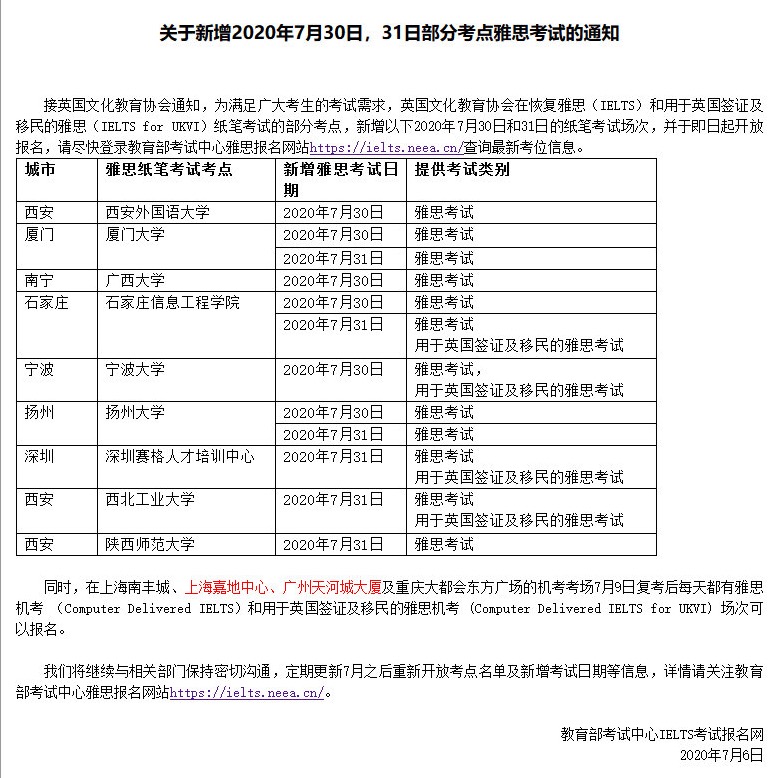 关于新增2020年7月30日，31日部分考点雅思考试的通知
接英国文化教育协会通知，为满足广大考生的考试需求，英国文化教育协会在恢复雅思（IELTS）和用于英国签证及
移民的雅思（IELTS for UKVI）纸笔考试的部分考点，新增以下2020年7月30日和31日的纸笔考试场次，并于即日起开放
报名，请尽快登录教育部考试中心雅思报名网站https://ielts.neea.cn/查询最新考位信息。
城市 雅思纸笔考试考点 新增雅思考试日期 提供考试类别
西安 西安外国语大学 2020年7月30日 雅思考试
厦门 厦门大学 2020年7月30日 雅思考试
2020年7月31日 雅思考试
南宁 广西大学 2020年7月30日 雅思考试
石家庄 石家庄信息工程学院 2020年7月30日 雅思考试
2020年7月31日 雅思考试
用于英国签证及移民的雅思考试
宁波 宁波大学 2020年7月30日 雅思考试，
用于英国签证及移民的雅思考试
扬州 扬州大学 2020年7月30日 雅思考试
2020年7月31日 雅思考试
深圳 深圳赛格人才培训中心 2020年7月31日 雅思考试
用于英国签证及移民的雅思考试
西安 西北工业大学 2020年7月31日 雅思考试
用于英国签证及移民的雅思考试
西安 陕西师范大学 2020年7月31日 雅思考试
同时，在上海南丰城、上海嘉地中心、广州天河城大厦及重庆大都会东方广场的机考考场7月9日复考后每天都有雅思
机考 （Computer Delivered IELTS）和用于英国签证及移民的雅思机考 (Computer Delivered IELTS for UKVI) 场次可
以报名。
我们将继续与相关部门保持密切沟通，定期更新7月之后重新开放考点名单及新增考试日期等信息，详情请关注教育
部考试中心雅思报名网站https://ielts.neea.cn/。
教育部考试中心IELTS考试报名网
2020年7月6日